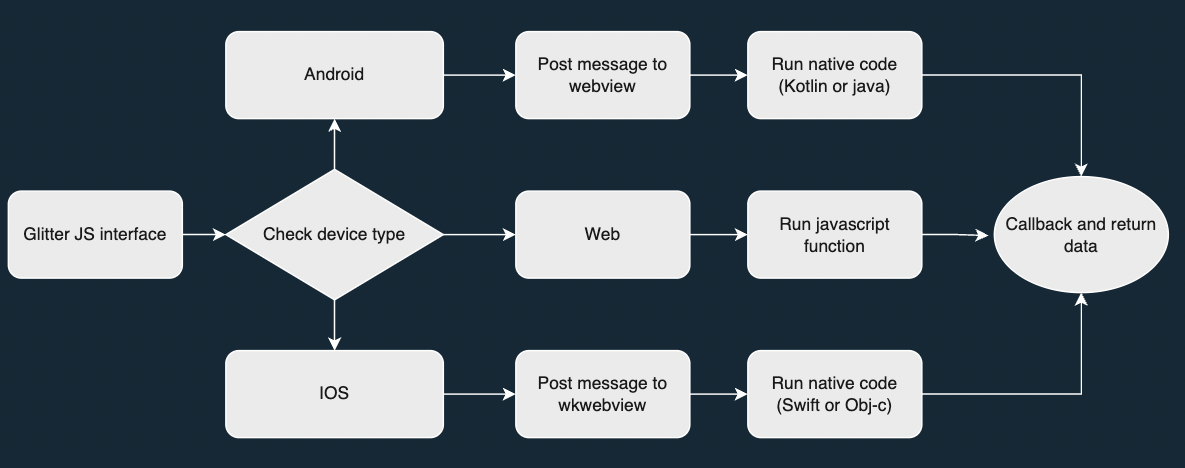 Android
Post message to
webview
Run native code
(Kotlin or java)
Glitter JS interface
Check device type
Web
Run javascript
function
Callback and return
data
IOS
Post message to
wkwebview
Run native code
(Swift or Obj-c)